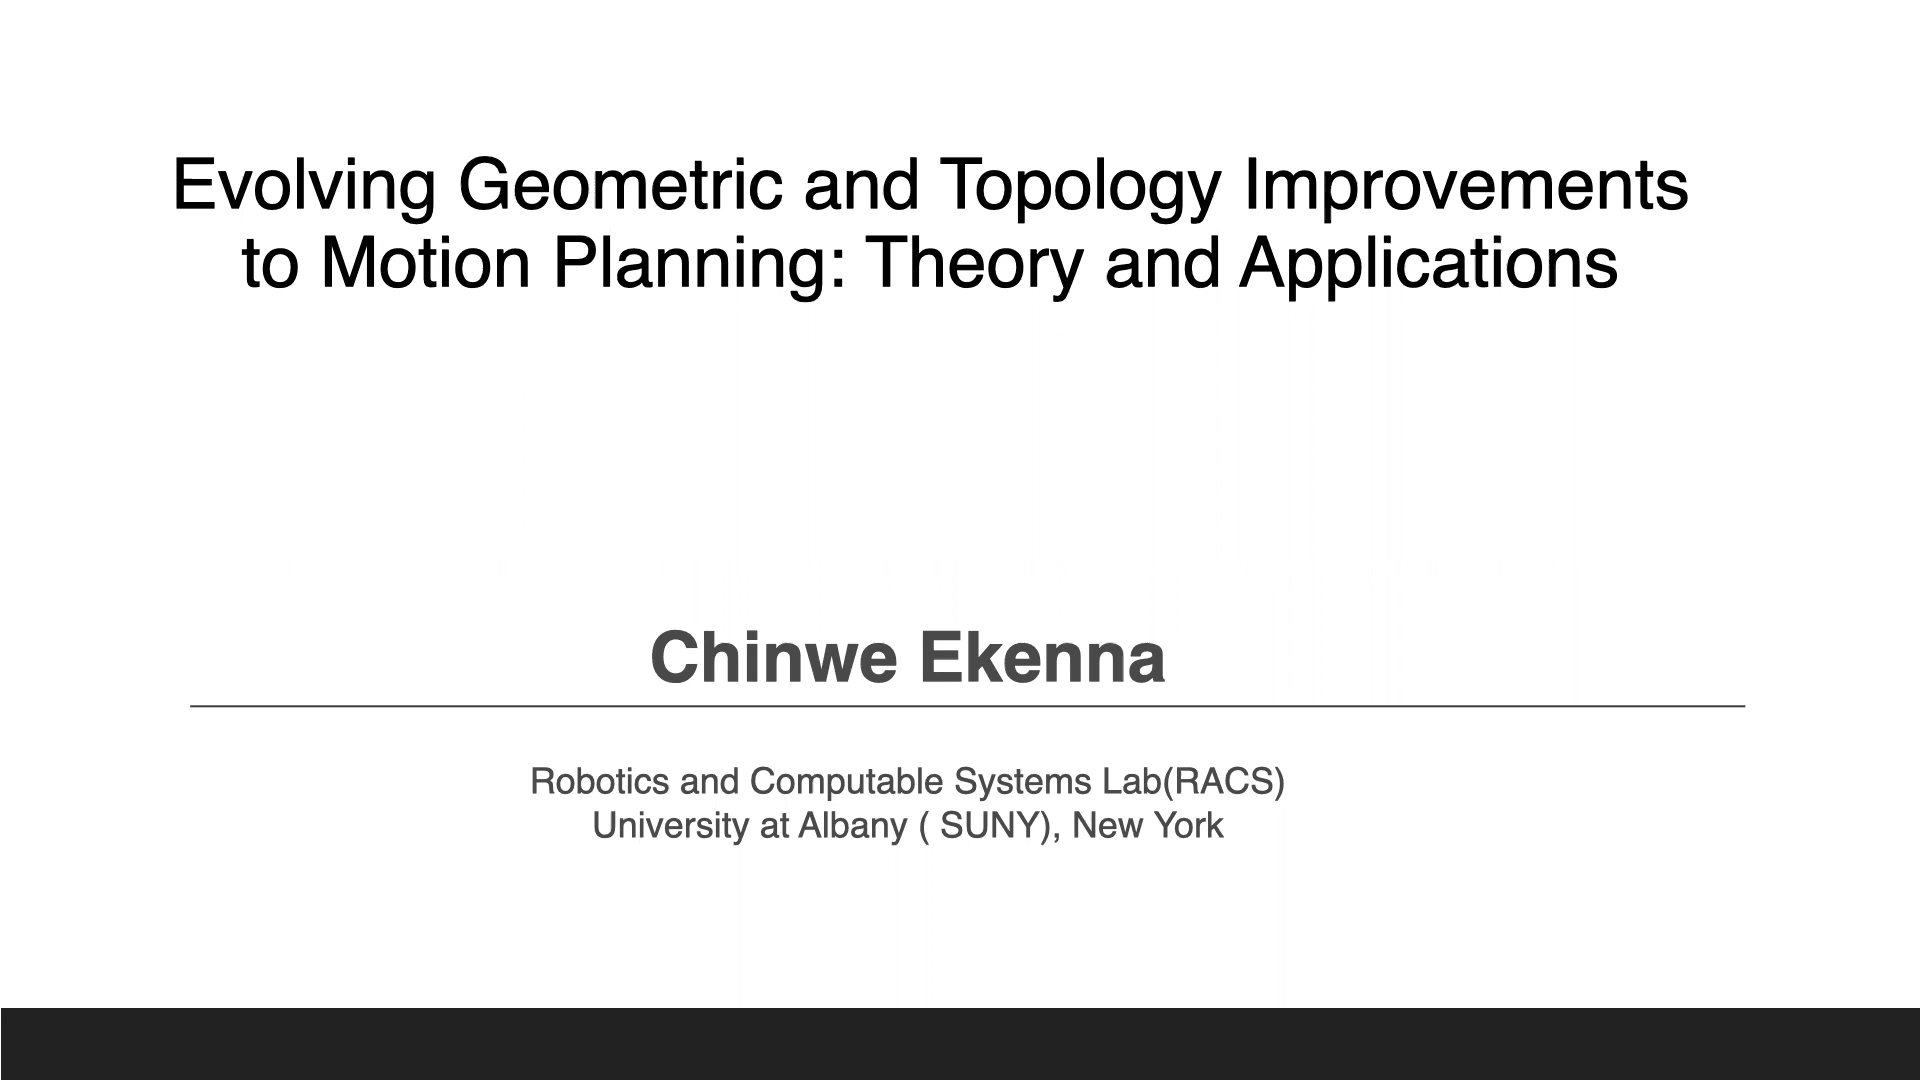 Evolving Geometric and Topology Improvements
to Motion Planning: Theory and Applications
Chinwe Ekenna
Robotics and Computable Systems Lab(RACS)
University at Albany ( SUNY), New York